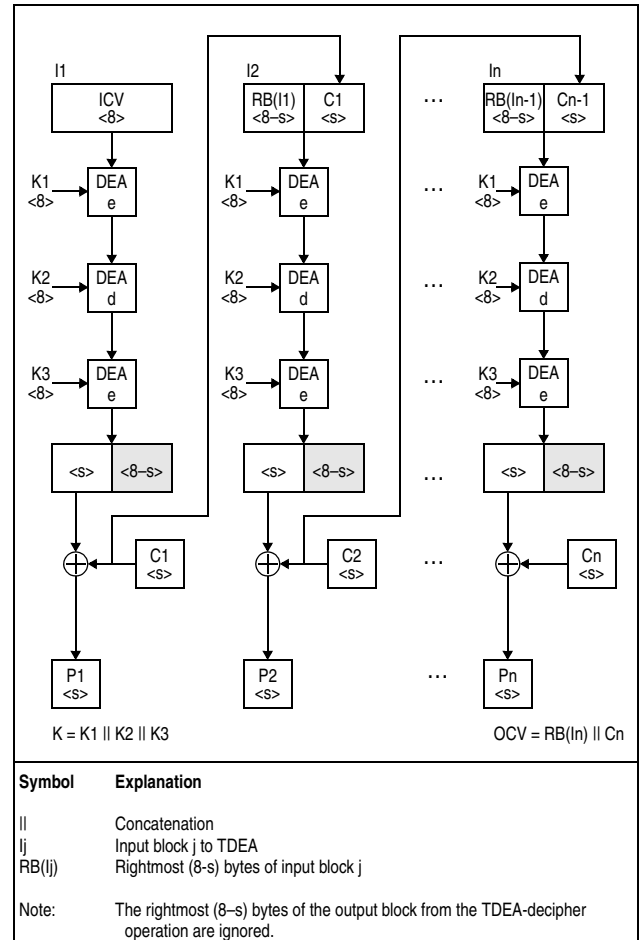 I1 I2 In
ICV RB(I1) C1 ... RB(In-1) Cn-1
<8> <8–s> <s> <8–s> <s>
K1 DEA K1 DEA ... K1 DEA
<8> e <8> e <8> e
K2 DEA K2 DEA ... K2 DEA
<8> d <8> d <8> d
K3 DEA K3 DEA ... K3 DEA
<8> e <8> e <8> e
<s> <8–s> <s> <8–s> ... <s> <8–s>
C1 C2 ... Cn
<s> <s> <s>
P1 P2 ... Pn
<s> <s> <s>
K = K1 || K2 || K3 OCV = RB(In) || Cn
Symbol Explanation
|| Concatenation
Ij Input block j to TDEA
RB(Ij) Rightmost (8-s) bytes of input block j
Note: The rightmost (8–s) bytes of the output block from the TDEA-decipher
operation are ignored.